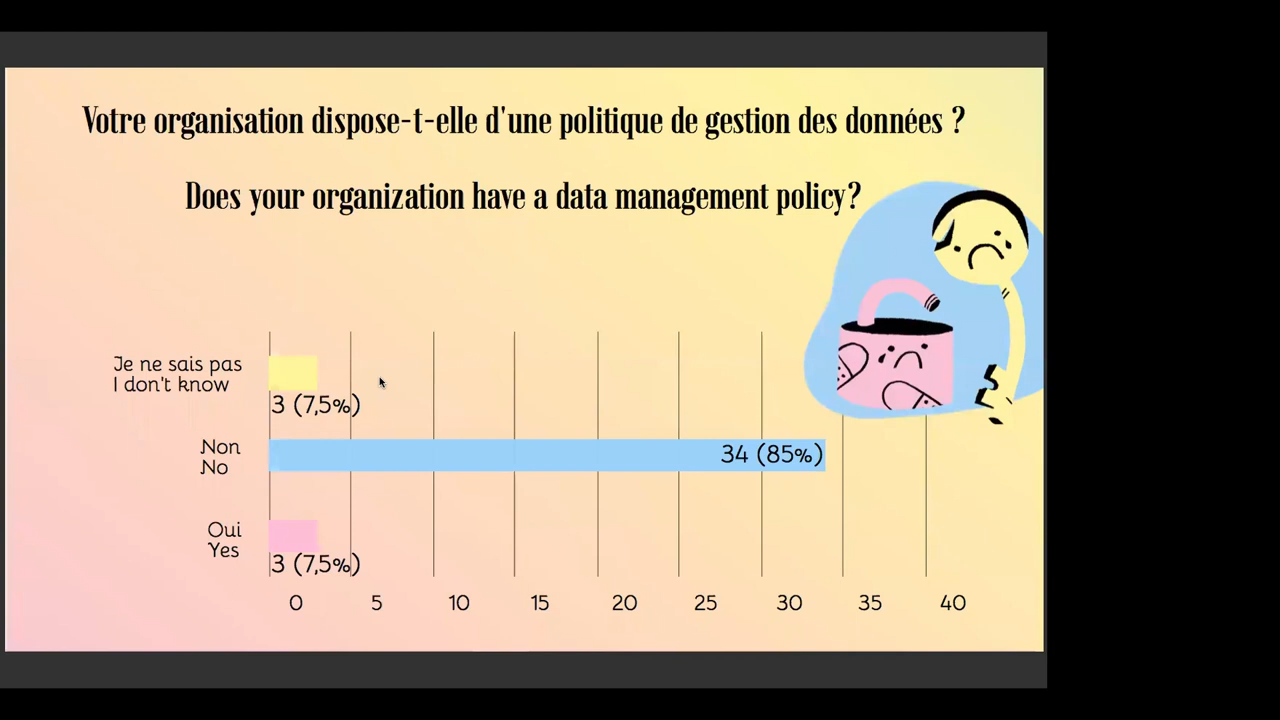 Votre organisation dispose-t-elle d'une politique de gestion des données ?
Does your organization have a data management policy?
Je ne sais pas
I don't know
3 (7,5%)
Non
No
34 (85%)
Oui
Yes
3 (7,5%)
0 5 10 15 20 25 30 35 40